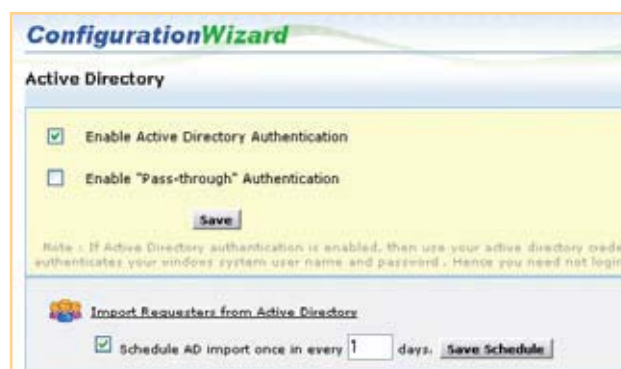 ConfigurationWizard
Active Directory
Enable Active Directory Authentication
Enable "Pass-through" Authentication
Save
Note : If Active Directory authentication is enabled, then use your active directory
authenticates your windows system user name and password . Hence you need not login
Import Requesters from Active Directory
Schedule AD import once in every 1 days. Save Schedule